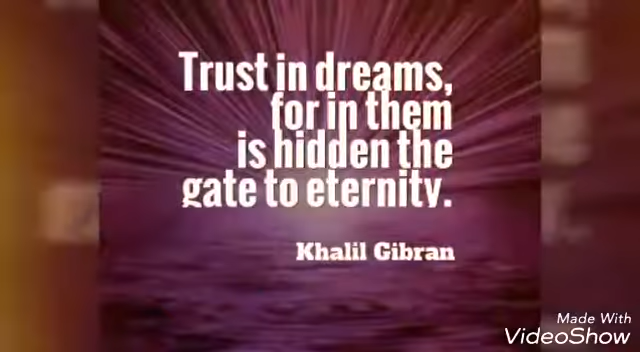 Trust in dreams,
for in them
is hidden the
gate to eternity.
Khalil Gibran
Made With
VideoShow